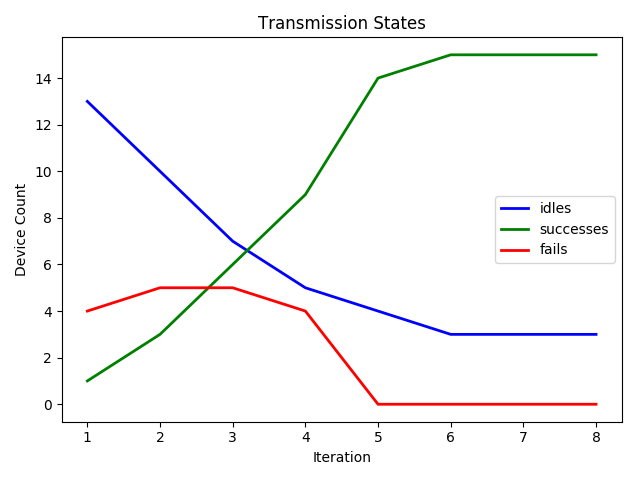 Transmission States
Device Count
14
12
10
8
6
4
2
0
idles
successes
fails
1 2 3 4 5 6 7 8
Iteration